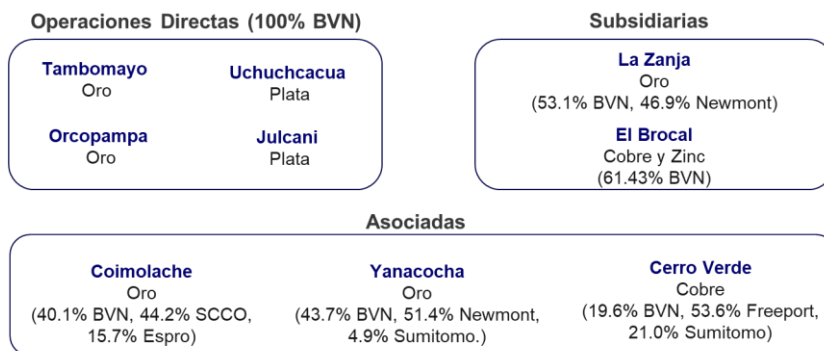 Operaciones Directas (100% BVN)
Tambomayo
Oro
Uchuchcacua
Plata
Orcopampa
Oro
Julcani
Plata
Subsidiarias
La Zanja
Oro
(53.1% BVN, 46.9% Newmont)
El Brocal
Cobre y Zinc
(61.43% BVN)
Asociadas
Coimolache
Oro
(40.1% BVN, 44.2% SCCO,
15.7% Espro)
Yanacocha
Oro
(43.7% BVN, 51.4% Newmont,
4.9% Sumitomo.)
Cerro Verde
Cobre
(19.6% BVN, 53.6% Freeport,
21.0% Sumitomo)